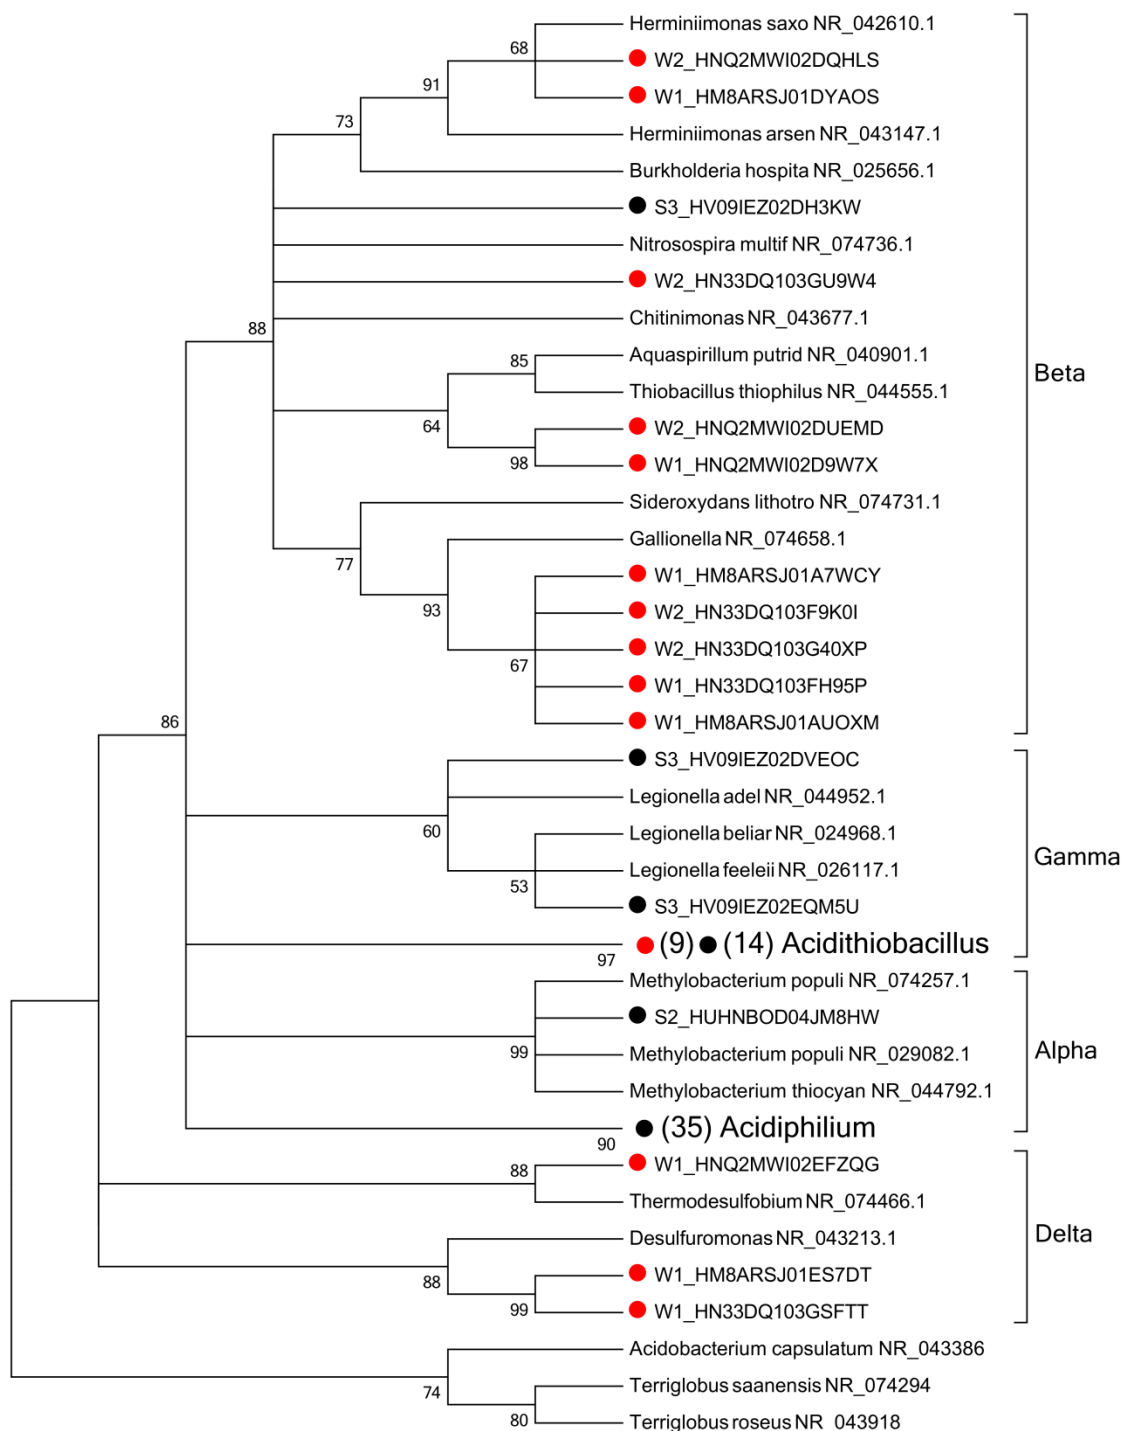 Herminiimonas saxo NR_042610.1
68
W2_HNQ2MWI02DQHLS
91
W1_HM8ARSJ01DYAOS
73
Herminiimonas arsen NR_043147.1
Burkholderia hospita NR_025656.1
S3_HV09IEZ02DH3KW
Nitrosospira multif NR_074736.1
W2_HN33DQ103GU9W4
Chitinimonas NR_043677.1
88
Aquaspirillum putrid NR_040901.1
85
Beta
Thiobacillus thiophilus NR_044555.1
64
W2_HNQ2MWI02DUEMD
98
W1_HNQ2MWI02D9W7X
Sideroxydans lithotro NR_074731.1
Gallionella NR_074658.1
77
W1_HM8ARSJ01A7WCY
93
W2_HN33DQ103F9K0I
W2_HN33DQ103G40XP
67
W1_HN33DQ103FH95P
W1_HM8ARSJ01AUOXM
86
S3_HV09IEZ02DVEOC
Legionella adel NR_044952.1
60
Legionella beliar NR_024968.1
Gamma
Legionella feeleii NR_026117.1
53
S3_HV09IEZ02EQM5U
(9) (14) Acidithiobacillus
97
Methylobacterium populi NR_074257.1
S2_HUHNBOD04JM8HW
99
Methylobacterium populi NR_029082.1
Alpha
Methylobacterium thiocyan NR_044792.1
(35) Acidiphilium
90
W1_HNQ2MWI02EFZQG
88
Thermodesulfobium NR_074466.1
Desulfuromonas NR_043213.1
Delta
88
W1_HM8ARSJ01ES7DT
99
W1_HN33DQ103GSFTT
Acidobacterium capsulatum NR_043386
74
Terriglobus saanensis NR_074294
80
Terriglobus roseus NR_043918